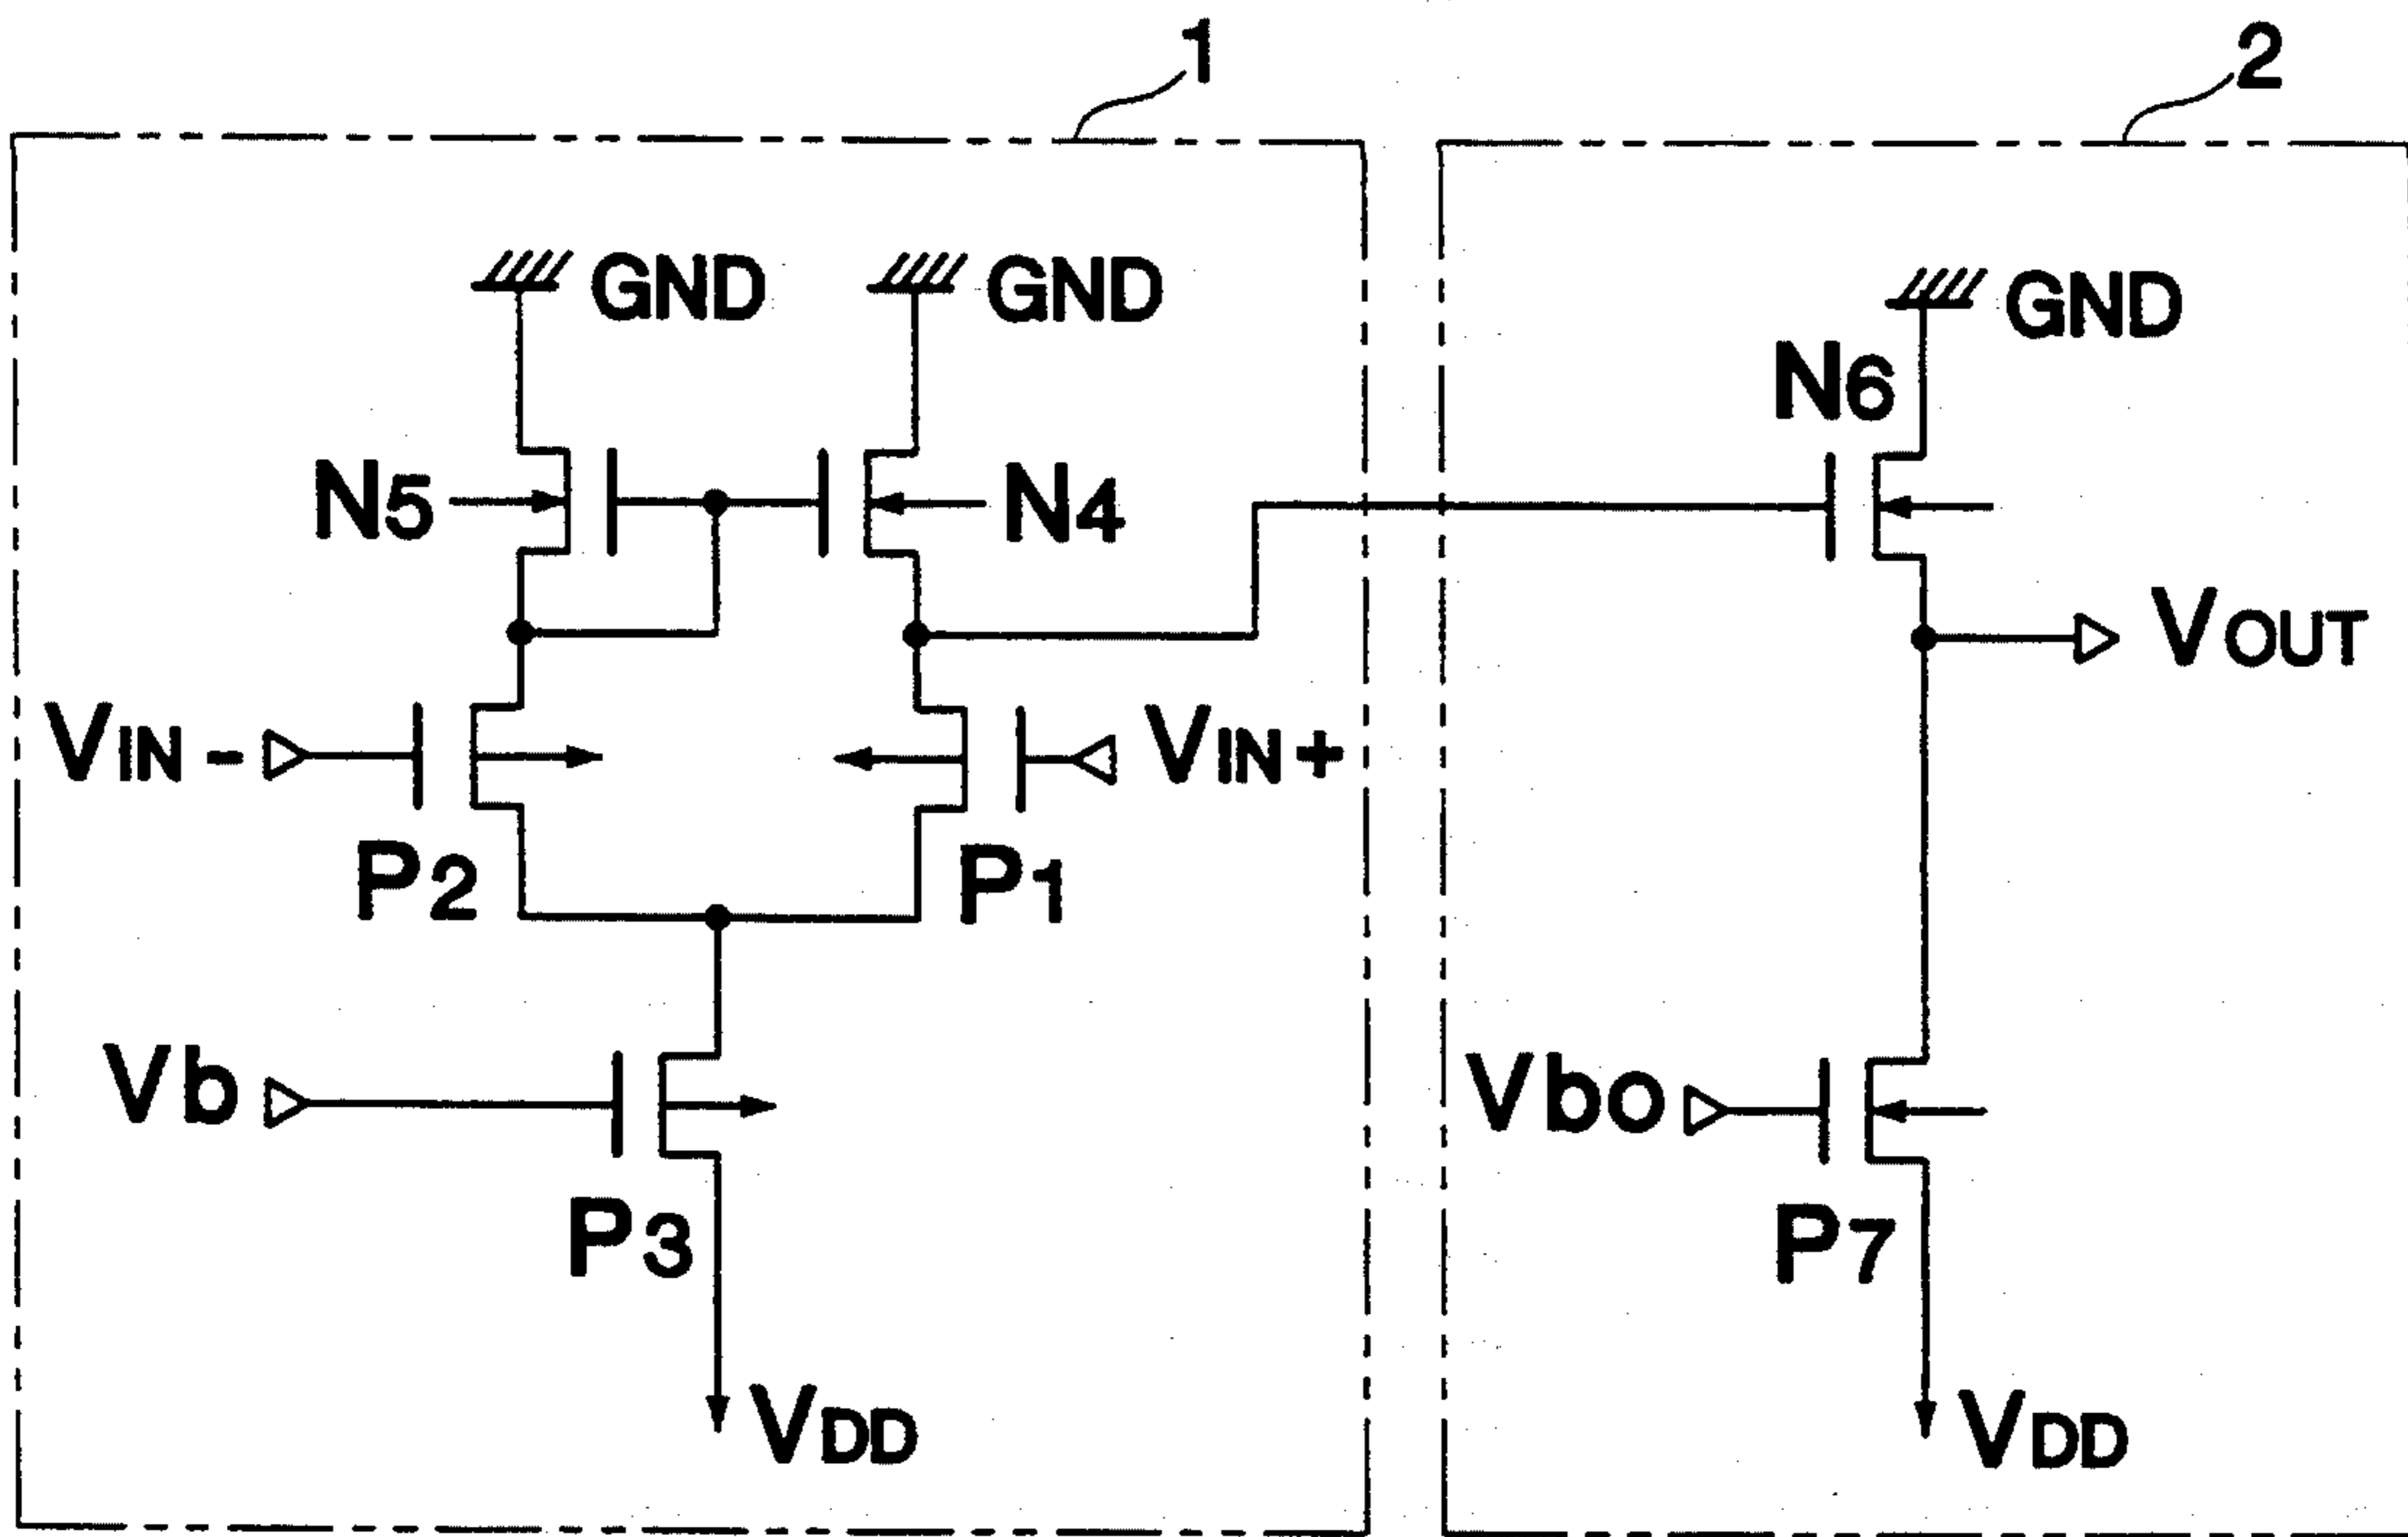 1
2
GND
GND
GND
N6
N5
N4
VOUT
VIN -
VIN +
P2
P1
Vb
Vbo
P3
P7
VDD
VDD